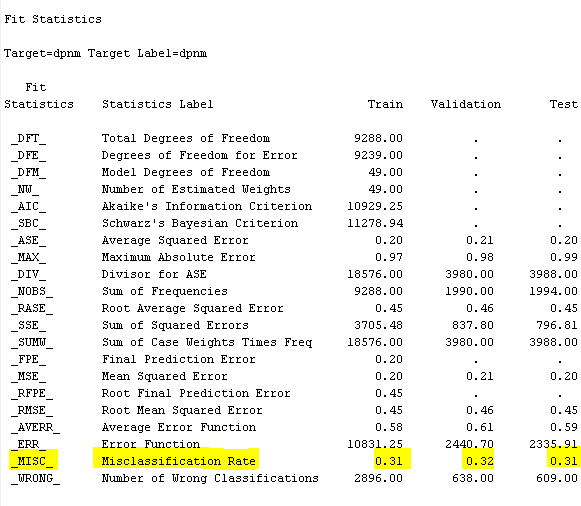 Fit Statistics
Target=dpnm Target Label=dpnm
Fit
Statistics Statistics Label Train Validation Test
_DFT_ Total Degrees of Freedom 9288.00 . .
_DFE_ Degrees of Freedom for Error 9239.00 . .
_DFM_ Model Degrees of Freedom 49.00 . .
_NW_ Number of Estimated Weights 49.00 . .
_AIC_ Akaike's Information Criterion 10929.25 . .
_SBC_ Schwarz's Bayesian Criterion 11278.94 . .
_ASE_ Average Squared Error 0.20 0.21 0.20
_MAX_ Maximum Absolute Error 0.97 0.98 0.99
_DIV_ Divisor for ASE 18576.00 3980.00 3988.00
_NOBS_ Sum of Frequencies 9288.00 1990.00 1994.00
_RASE_ Root Average Squared Error 0.45 0.46 0.45
_SSE_ Sum of Squared Errors 3705.48 837.80 796.81
_SUMW_ Sum of Case Weights Times Freq 18576.00 3980.00 3988.00
_FPE_ Final Prediction Error 0.20 . .
_MSE_ Mean Squared Error 0.20 0.21 0.20
_RFPE_ Root Final Prediction Error 0.45 . .
_RMSE_ Root Mean Squared Error 0.45 0.46 0.45
_AVERR_ Average Error Function 0.58 0.61 0.59
_ERR_ Error Function 10831.25 2440.70 2335.91
_MISC_ Misclassification Rate 0.31 0.32 0.31
_WRONG_ Number of Wrong Classifications 2896.00 638.00 609.00